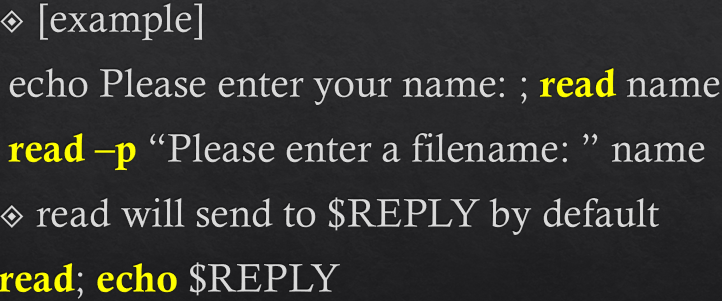 [example]
echo Please enter your name: ; read name
read –p “Please enter a filename: ” name
read will send to $REPLY by default
read; echo $REPLY